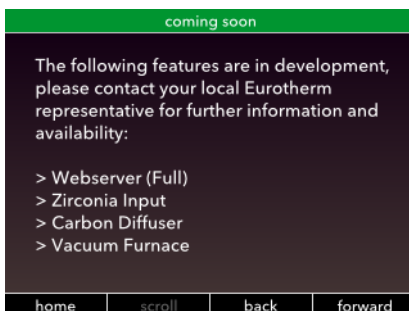 coming soon
The following features are in development,
please contact your local Eurotherm
representative for further information and
availability:
> Webserver (Full)
> Zirconia Input
> Carbon Diffuser
> Vacuum Furnace
home scroll back forward